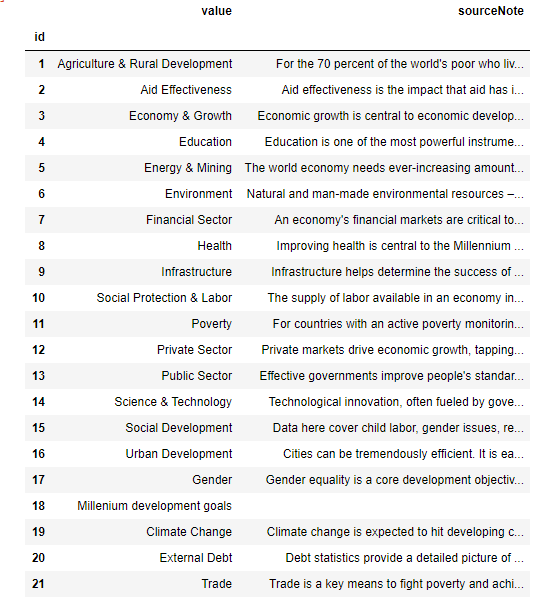 value sourceNote
id
1 Agriculture & Rural Development For the 70 percent of the world's poor who liv...
2 Aid Effectiveness Aid effectiveness is the impact that aid has i...
3 Economy & Growth Economic growth is central to economic develop...
4 Education Education is one of the most powerful instrume...
5 Energy & Mining The world economy needs ever-increasing amount...
6 Environment Natural and man-made environmental resources –...
7 Financial Sector An economy's financial markets are critical to...
8 Health Improving health is central to the Millennium ...
9 Infrastructure Infrastructure helps determine the success of ...
10 Social Protection & Labor The supply of labor available in an economy in...
11 Poverty For countries with an active poverty monitorin...
12 Private Sector Private markets drive economic growth, tapping...
13 Public Sector Effective governments improve people's standar...
14 Science & Technology Technological innovation, often fueled by gove...
15 Social Development Data here cover child labor, gender issues, re...
16 Urban Development Cities can be tremendously efficient. It is ea...
17 Gender Gender equality is a core development objectiv...
18 Millenium development goals
19 Climate Change Climate change is expected to hit developing c...
20 External Debt Debt statistics provide a detailed picture of ...
21 Trade Trade is a key means to fight poverty and achi...